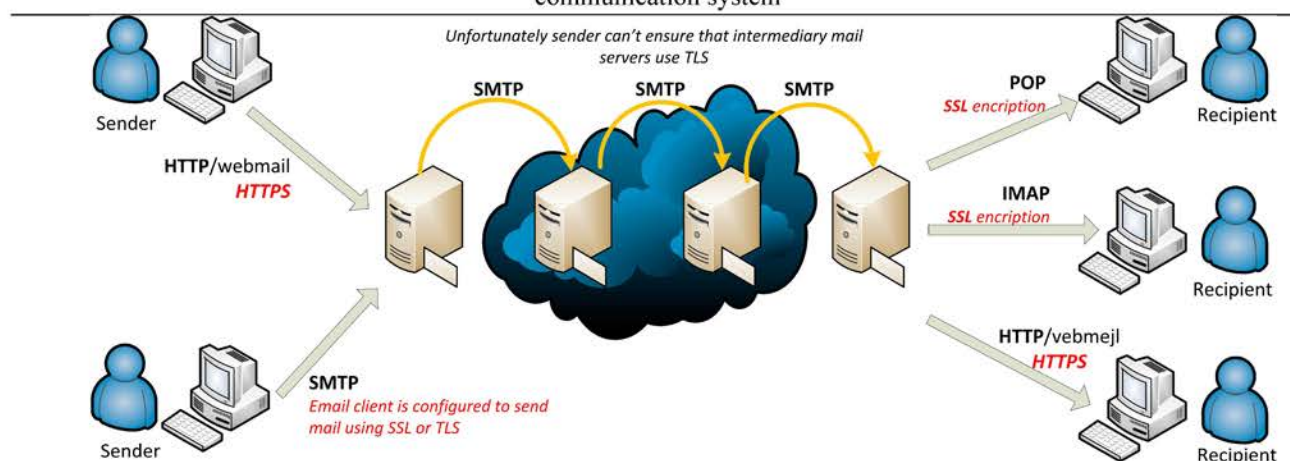 communication system
Unfortunately sender can't ensure that intermediary mail
servers use TLS
SMTP
SMTP
SMTP
Sender
HTTP/webmail
HTTPS
POP
SSL encription
Recipient
IMAP
SSL encription
Recipient
SMTP
Email client is configured to send
mail using SSL or TLS
Sender
HTTP/vebmejl
HTTPS
Recipient